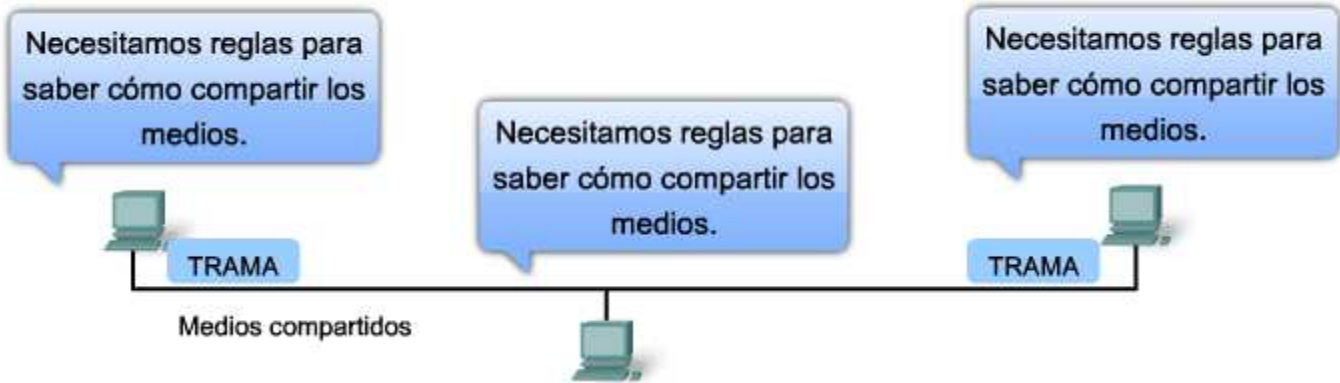 Necesitamos reglas para
saber cómo compartir los
medios.
Necesitamos reglas para
saber cómo compartir los
medios.
Necesitamos reglas para
saber cómo compartir los
medios.
TRAMA
TRAMA
Medios compartidos